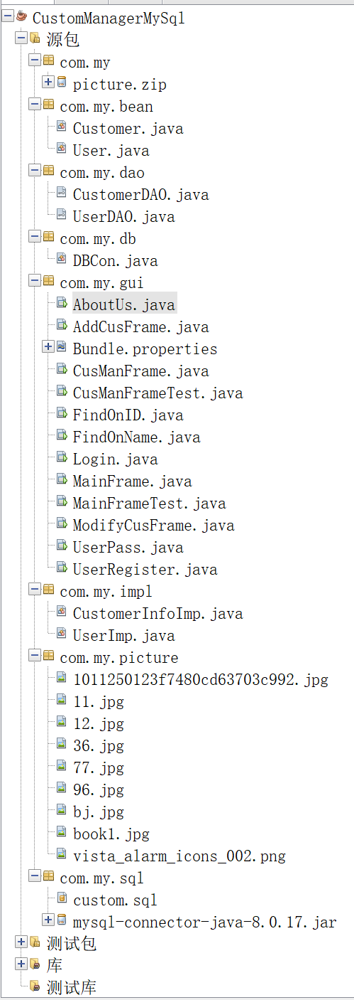 CustomManagerMySql
源包
com.my
picture.zip
com.my.bean
Customer.java
User.java
com.my.dao
CustomerDAO.java
UserDAO.java
com.my.db
DBCon.java
com.my.gui
AboutUs.java
AddCusFrame.java
Bundle.properties
CusManFrame.java
CusManFrameTest.java
FindOnID.java
FindOnName.java
Login.java
MainFrame.java
MainFrameTest.java
ModifyCusFrame.java
UserPass.java
UserRegister.java
com.my.impl
CustomerInfoImp.java
UserImp.java
com.my.picture
1011250123f7480cd63703c992.jpg
11.jpg
12.jpg
36.jpg
77.jpg
96.jpg
bj.jpg
book1.jpg
vista_alarm_icons_002.png
com.my.sql
custom.sql
mysql-connector-java-8.0.17.jar
测试包
库
测试库